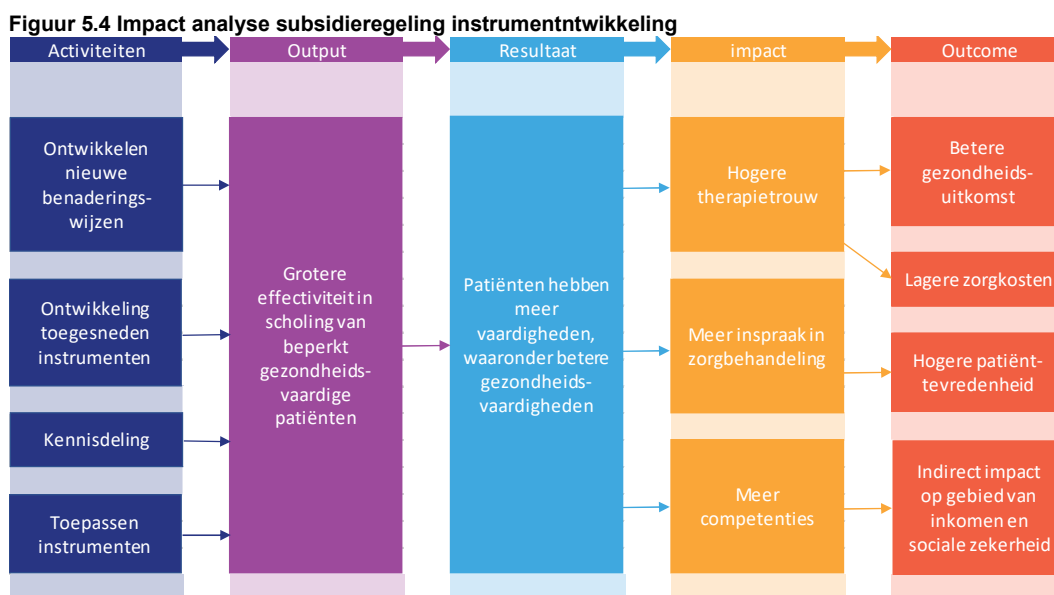 Figuur 5.4 Impact analyse subsidieregeling instrumentntwikkeling
Activiteiten
Output
Resultaat
impact
Outcome
Ontwikkelen
nieuwe
benaderings-
wijzen
Ontwikkeling
toegesneden
instrumenten
Kennisdeling
Toepassen
instrumenten
Grotere
effectiviteit in
scholing van
beperkt
gezondheids-
vaardige
patiënten
Patiënten hebben
meer
vaardigheden,
waaronder betere
gezondheids-
vaardigheden
Hogere
therapietrouw
Meer inspraak in
zorgbehandeling
Meer
competenties
Betere
gezondheids-
uitkomst
Lagere zorgkosten
Hogere patiënt-
tevredenheid
Indirect impact
op gebied van
inkomen en
sociale zekerheid